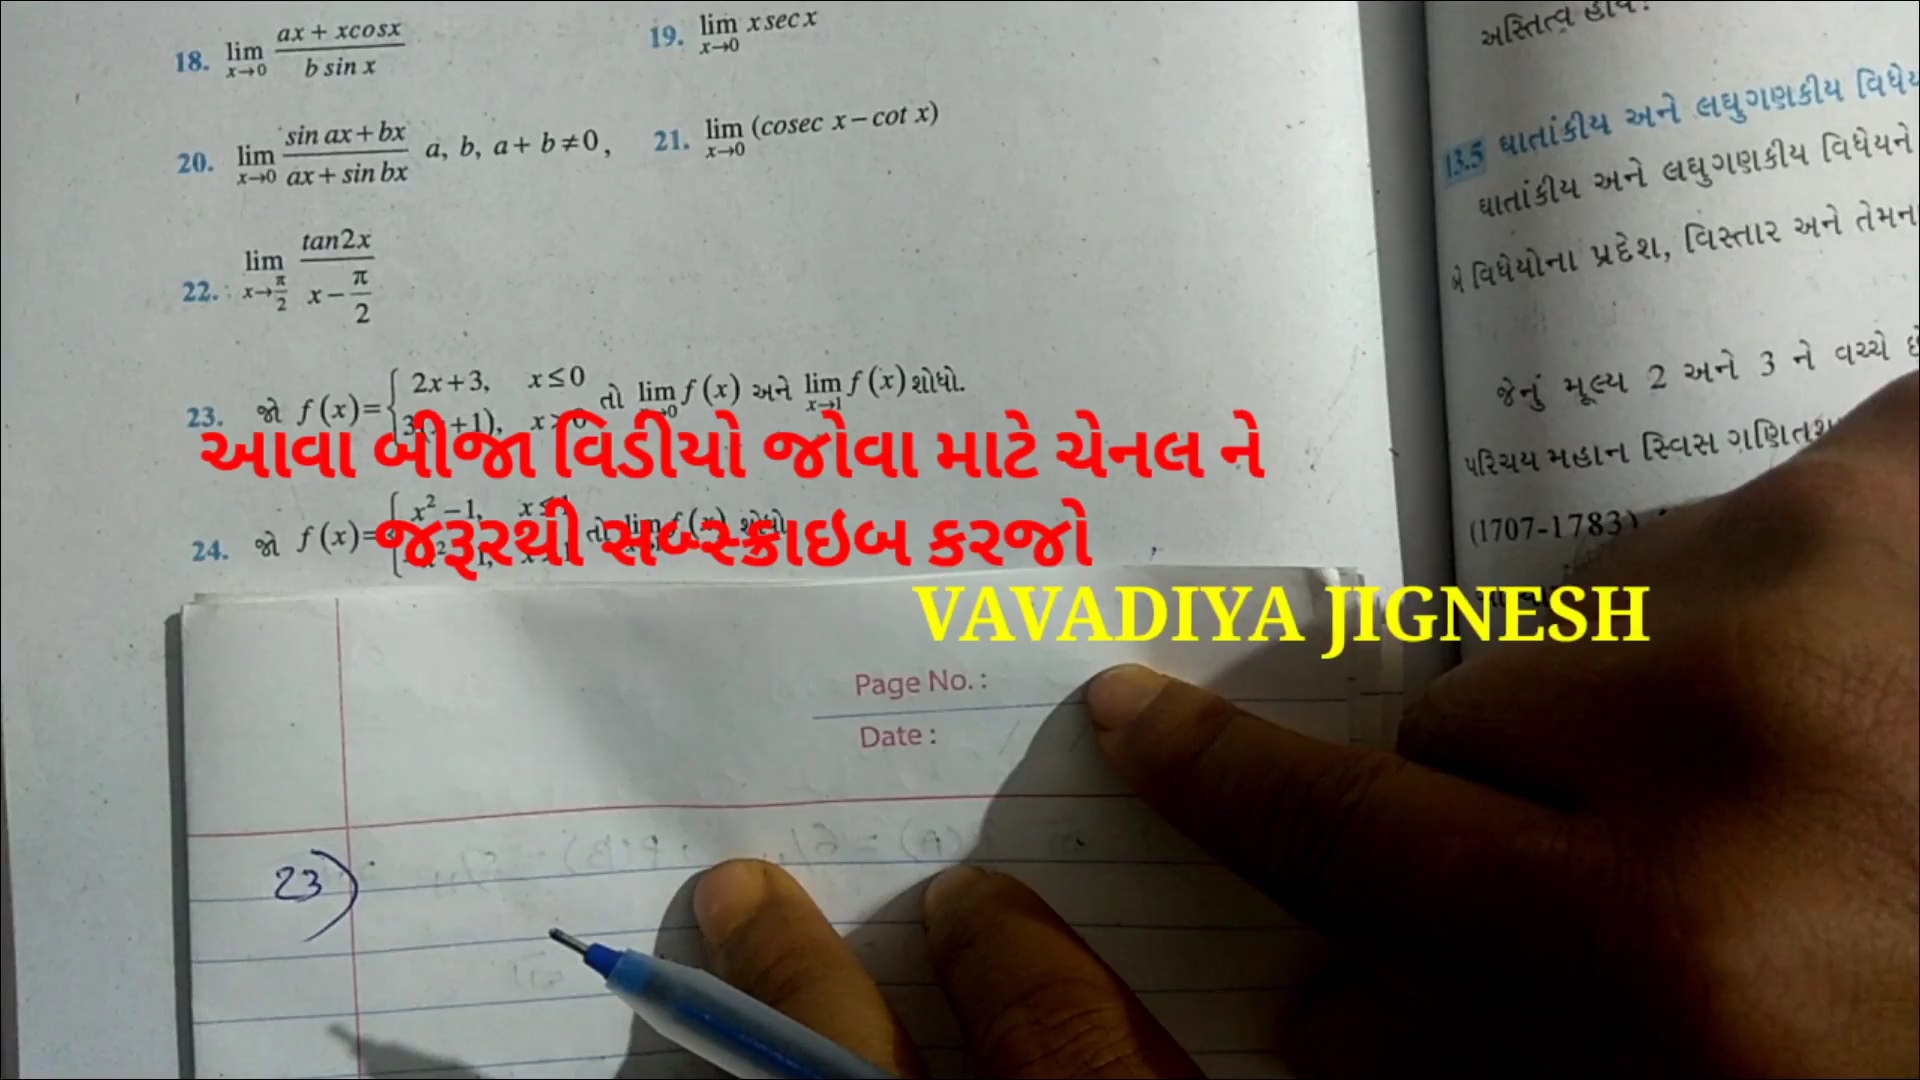 18. lim x→0 ax + xcosx / b sin x
19. lim x→0 x sec x
20. lim x→0 sin ax + bx / ax + sin bx a, b, a + b ≠ 0,
21. lim x→0 (cosec x − cot x)
22. lim x→π/2 tan2x / x − π/2
23. જો f(x) = { 2x+3, x ≤ 0 તો lim f(x) અને lim x→1 f(x) શોધો.
આવા બીજા વિડીયો જોવા માટે ચેનલ ને
24. જો f(x) = { x² − 1,
જરૂરથી સબ્સ્ક્રાઇબ કરજો
VAVADIYA JIGNESH
Page No. :
Date :
23)
અસ્તિત્વ
13.5 ઘાતાંકીય અને લઘુગણકીય
ઘાતાંકીય અને લઘુગણકીય વિધેયને
બે વિધેયોના પ્રદેશ, વિસ્તાર અને
જેનું મૂલ્ય 2 અને 3 ને વચ્ચે
પરિચય મહાન સ્વિસ
(1707-1783)